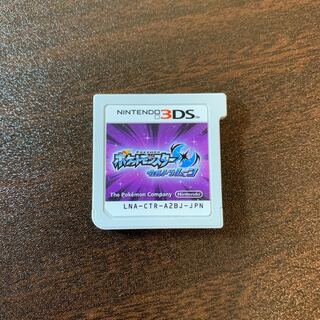 NINTENDO 3DS
ポケットモンスター
ウルトラムーン
The Pokémon Company Nintendo
LNA-CTR-A2BJ-JPN